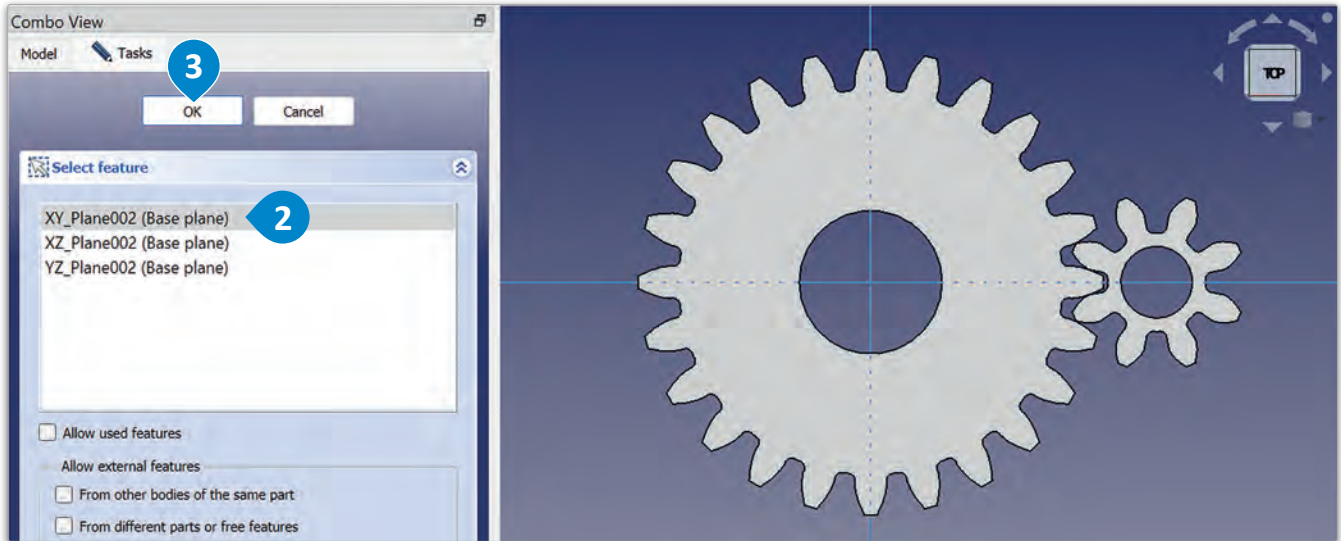 Combo View
Model
Tasks
3
OK
Cancel
Select feature
XY_Plane002 (Base plane)
2
XZ_Plane002 (Base plane)
YZ_Plane002 (Base plane)
Allow used features
Allow external features
From other bodies of the same part
From different parts or free features
TOP